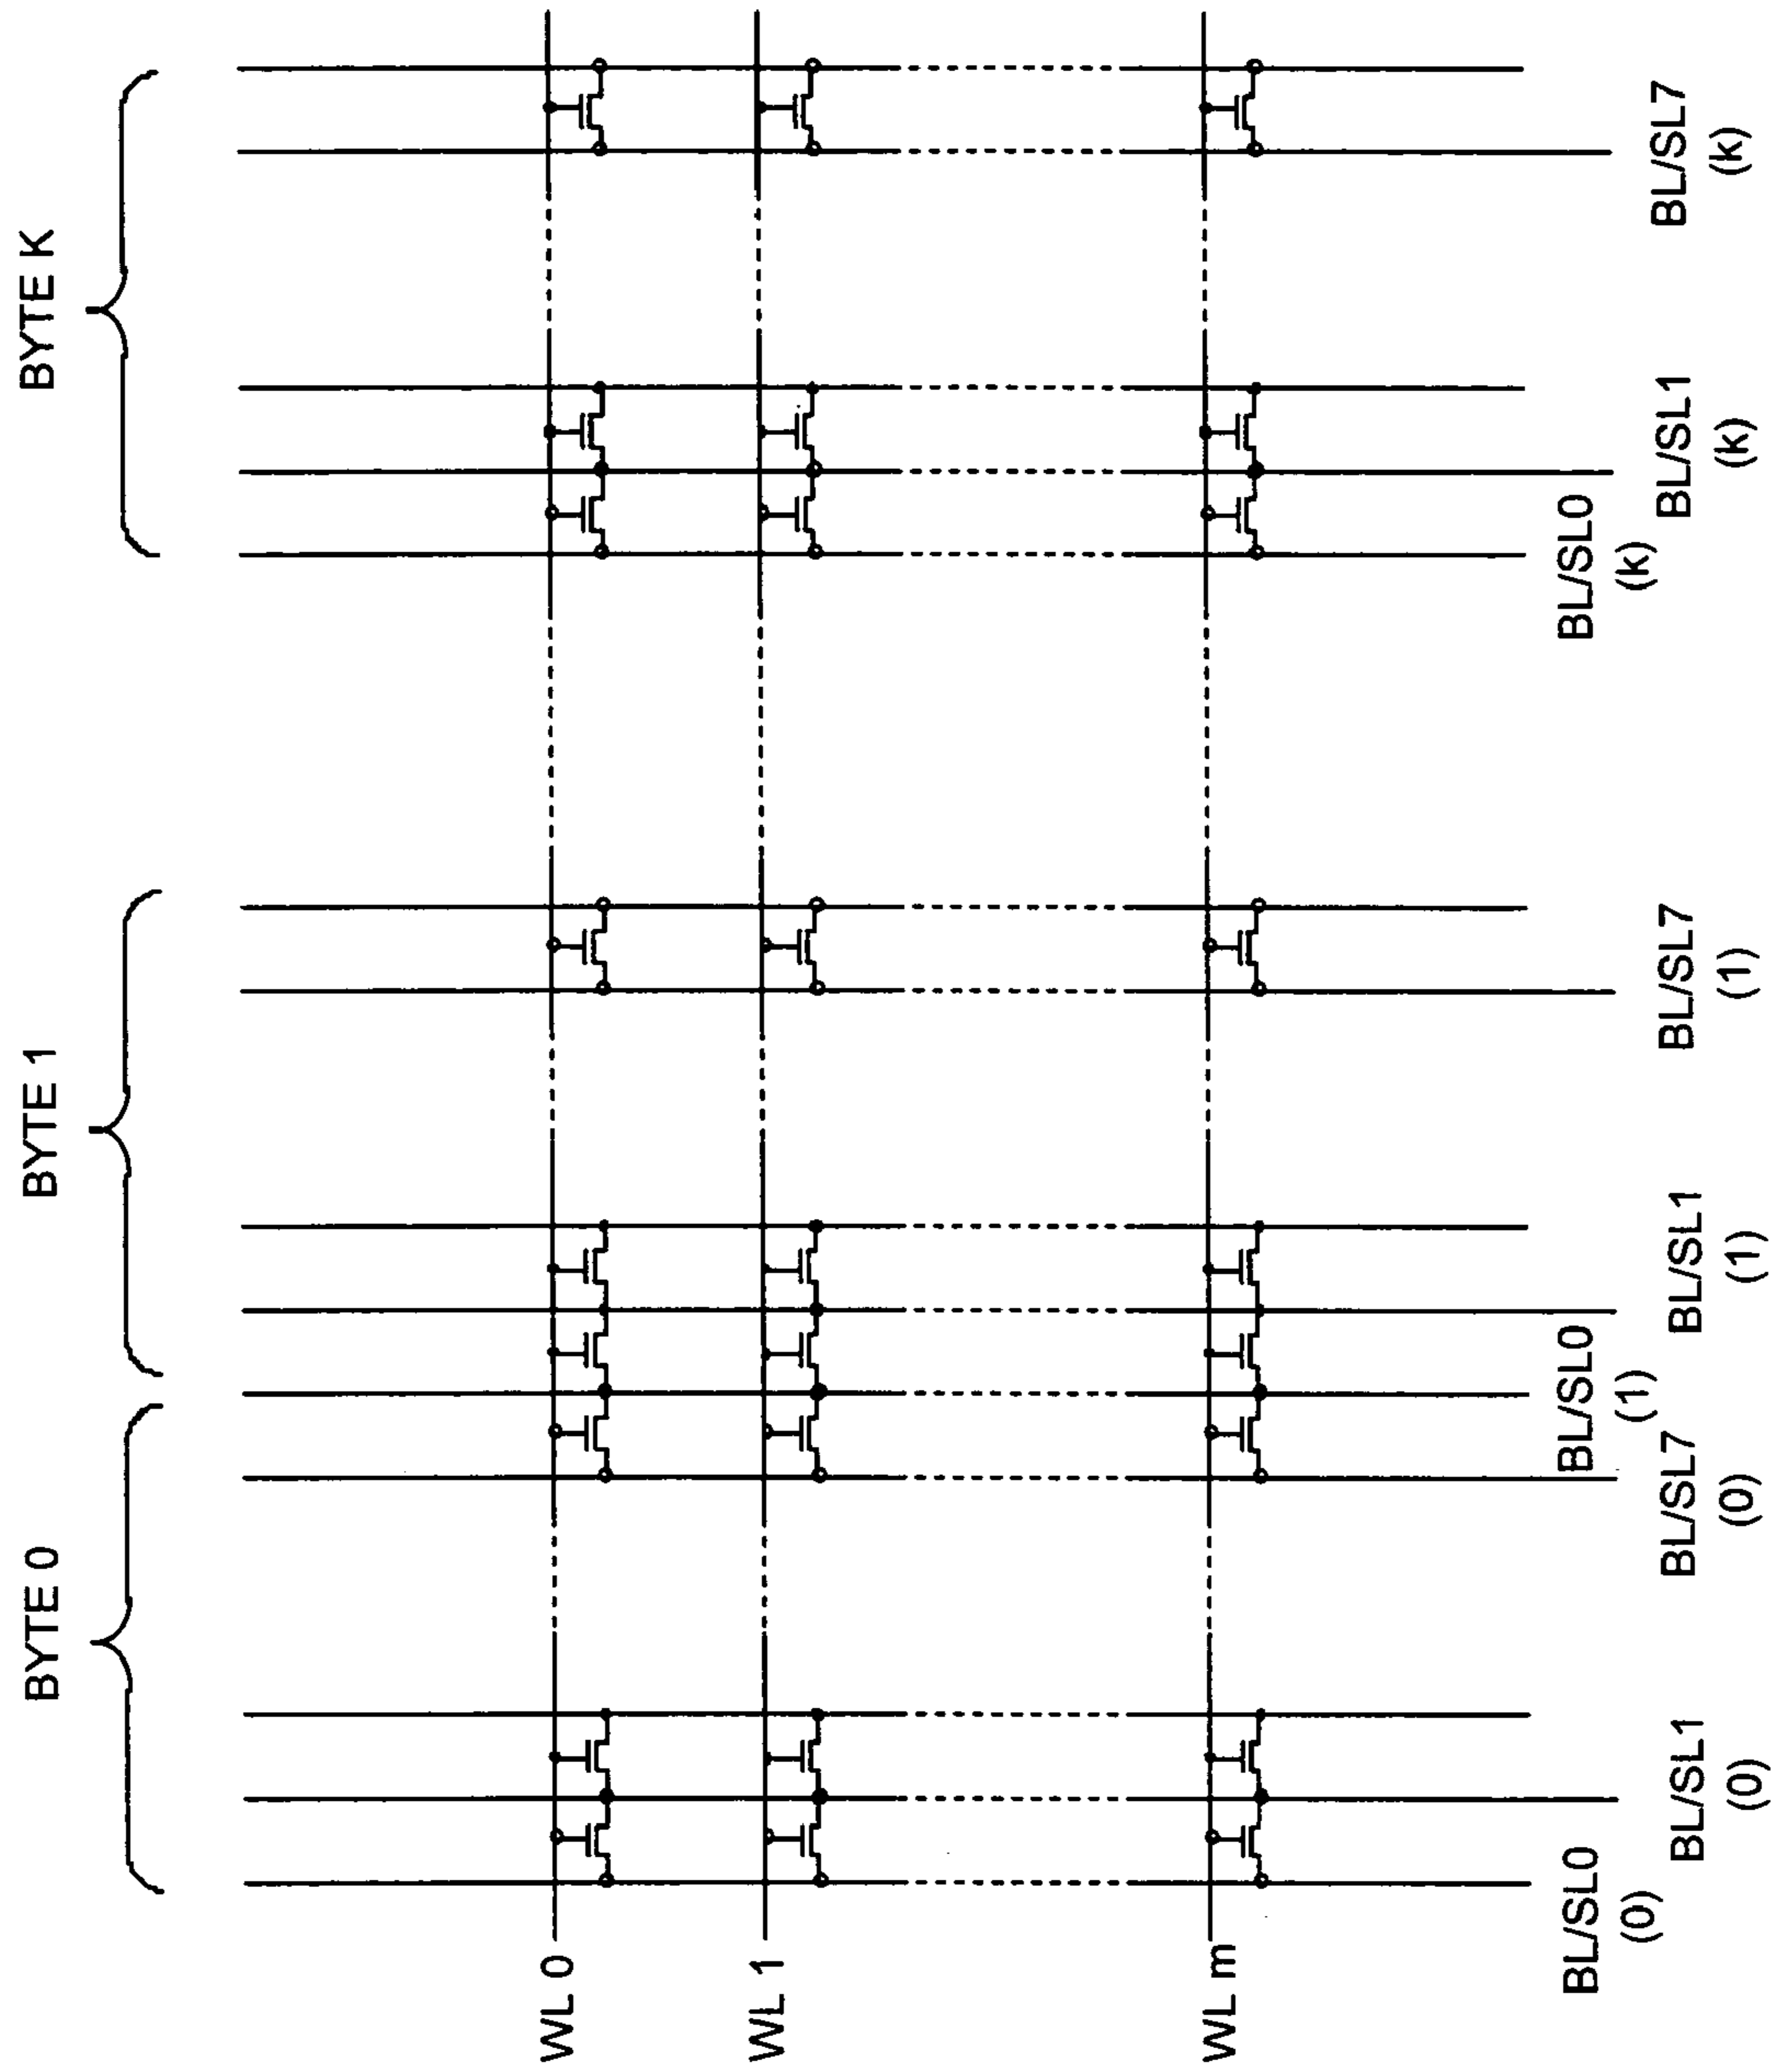 BYTE 0
BYTE 1
BYTE K
WL 0
WL 1
WL m
BL/SL0
(0)
BL/SL1
(0)
BL/SL7
(0)
BL/SL0
(1)
BL/SL1
(1)
BL/SL7
(1)
BL/SL0
(k)
BL/SL1
(k)
BL/SL7
(k)